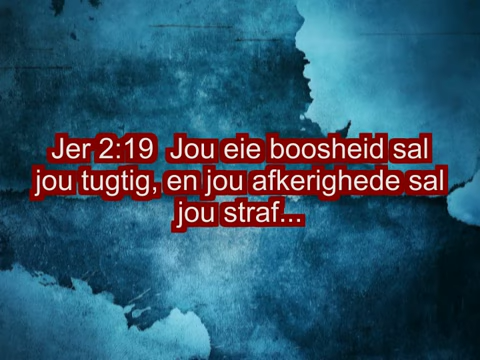 Jer 2:19  Jou eie boosheid sal
jou tugtig, en jou afkerighede sal
jou straf...